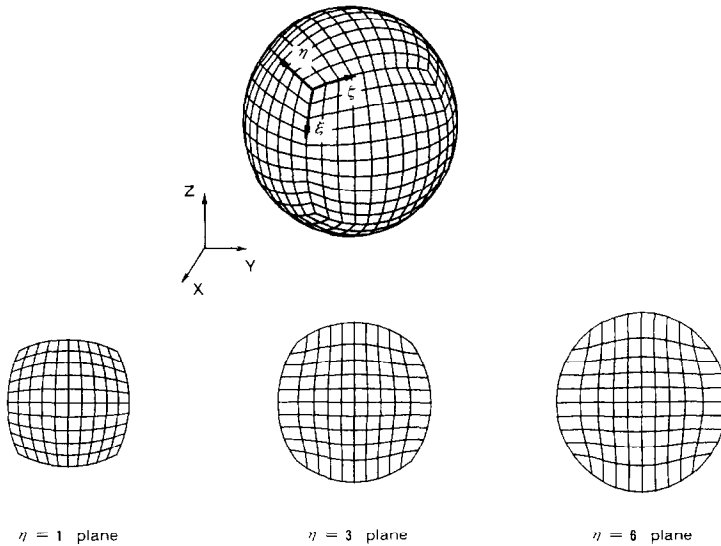 η
ζ
ξ
Z
Y
X
η = 1 plane
η = 3 plane
η = 6 plane